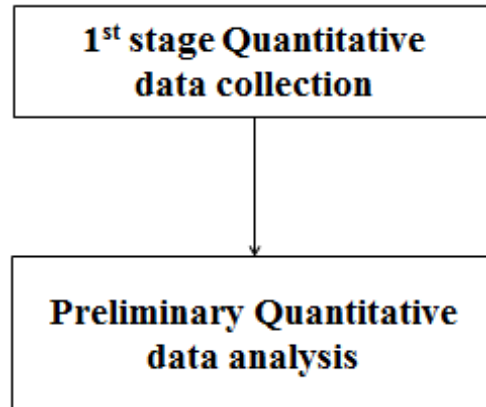 1st stage Quantitative
data collection
Preliminary Quantitative
data analysis